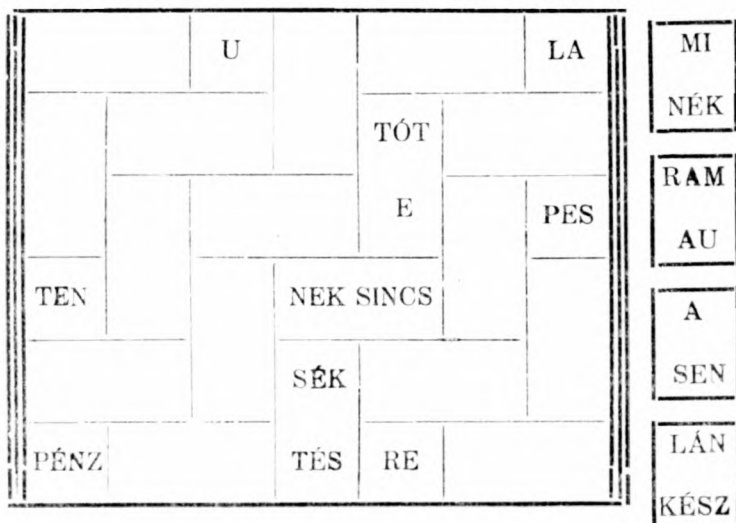 U LA
TÓT
E PES
TEN NEK SINCS
SÉK
PÉNZ TÉS RE
MI
NÉK
RAM
AU
A
SEN
LÁN
KÉSZ